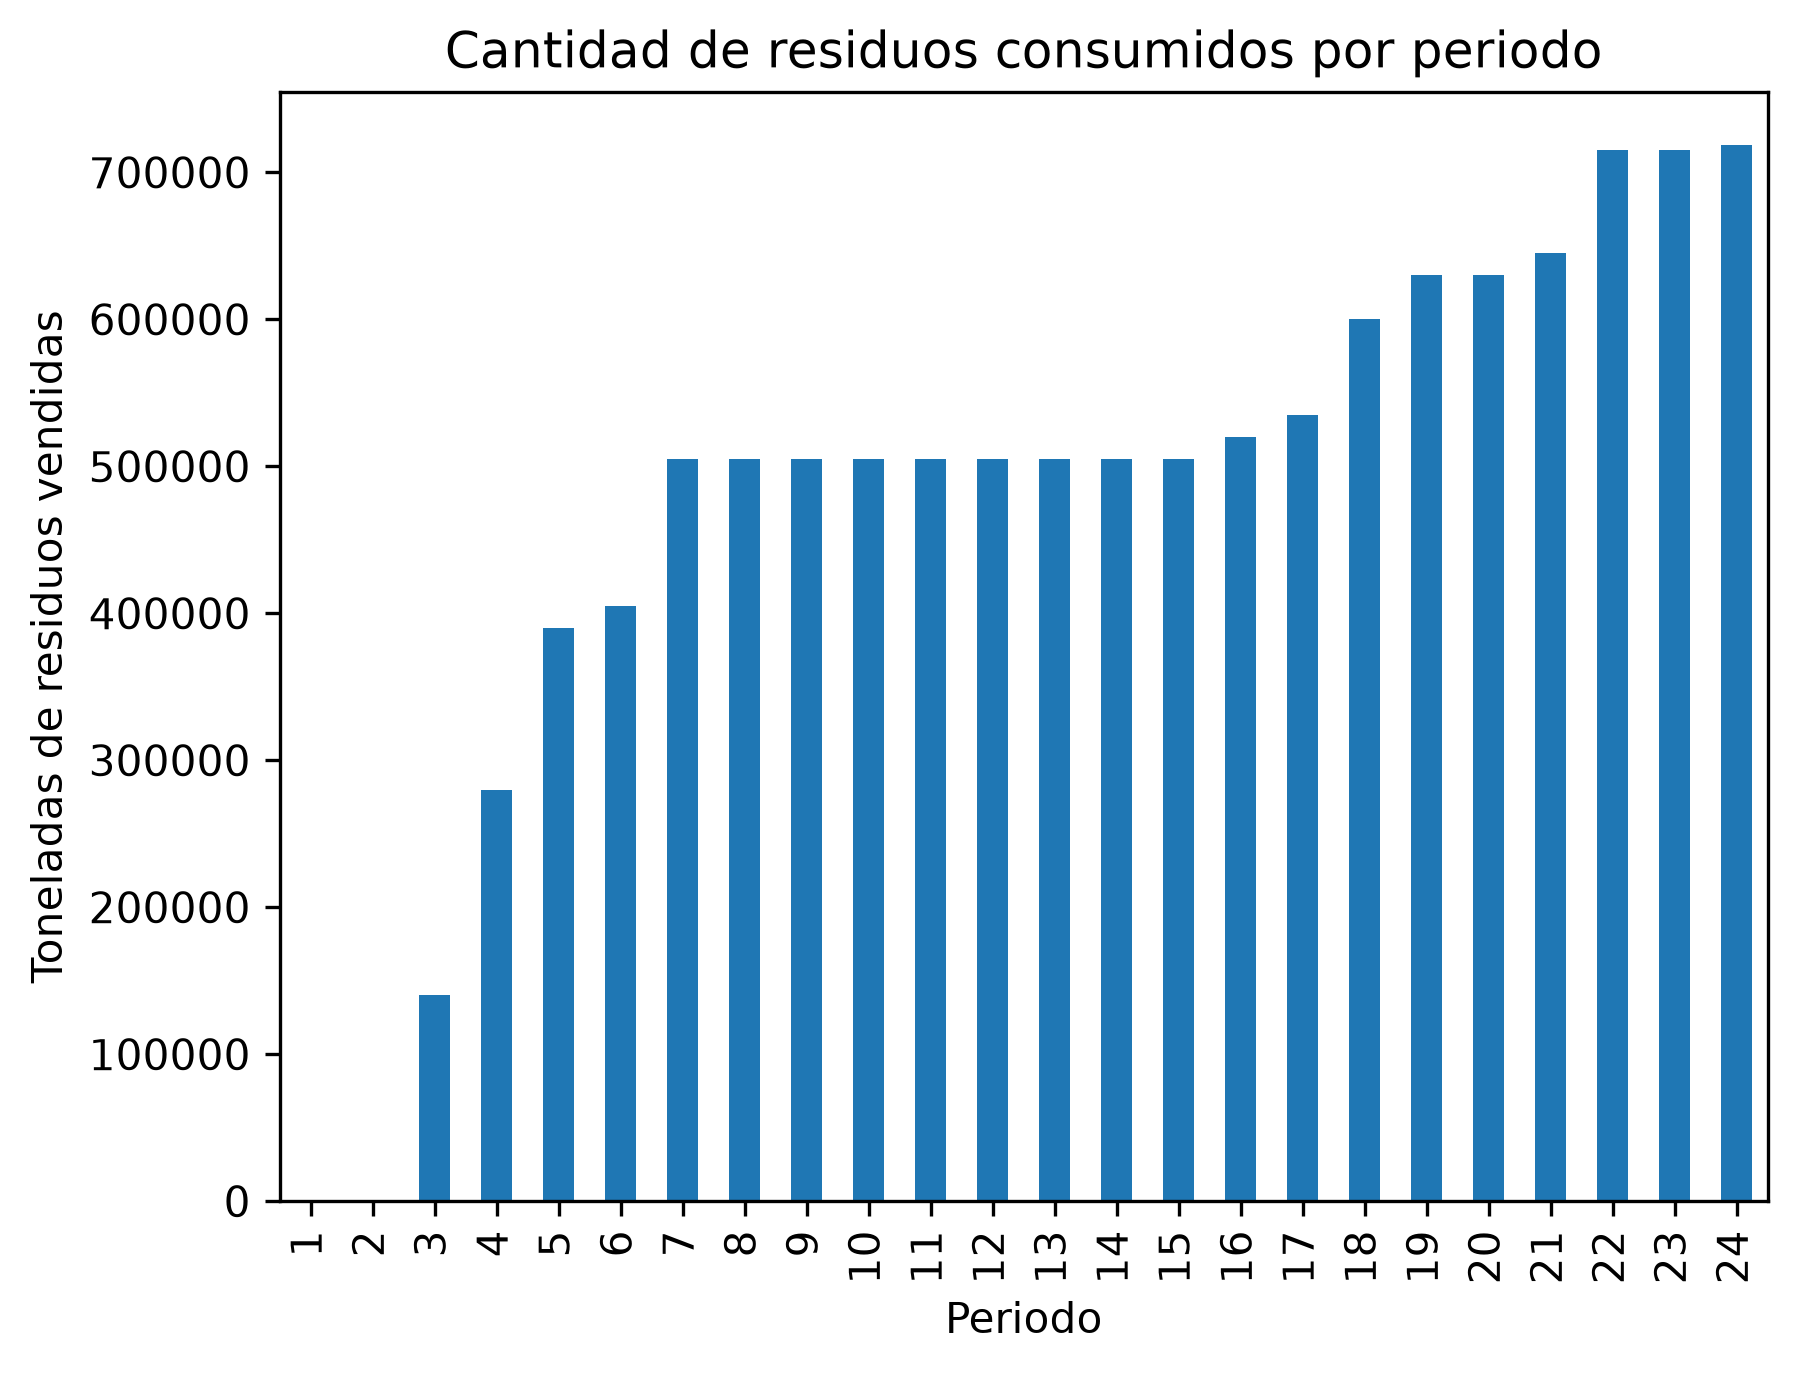 Cantidad de residuos consumidos por periodo
Toneladas de residuos vendidas
700000
600000
500000
400000
300000
200000
100000
0
1 2 3 4 5 6 7 8 9 10 11 12 13 14 15 16 17 18 19 20 21 22 23 24
Periodo